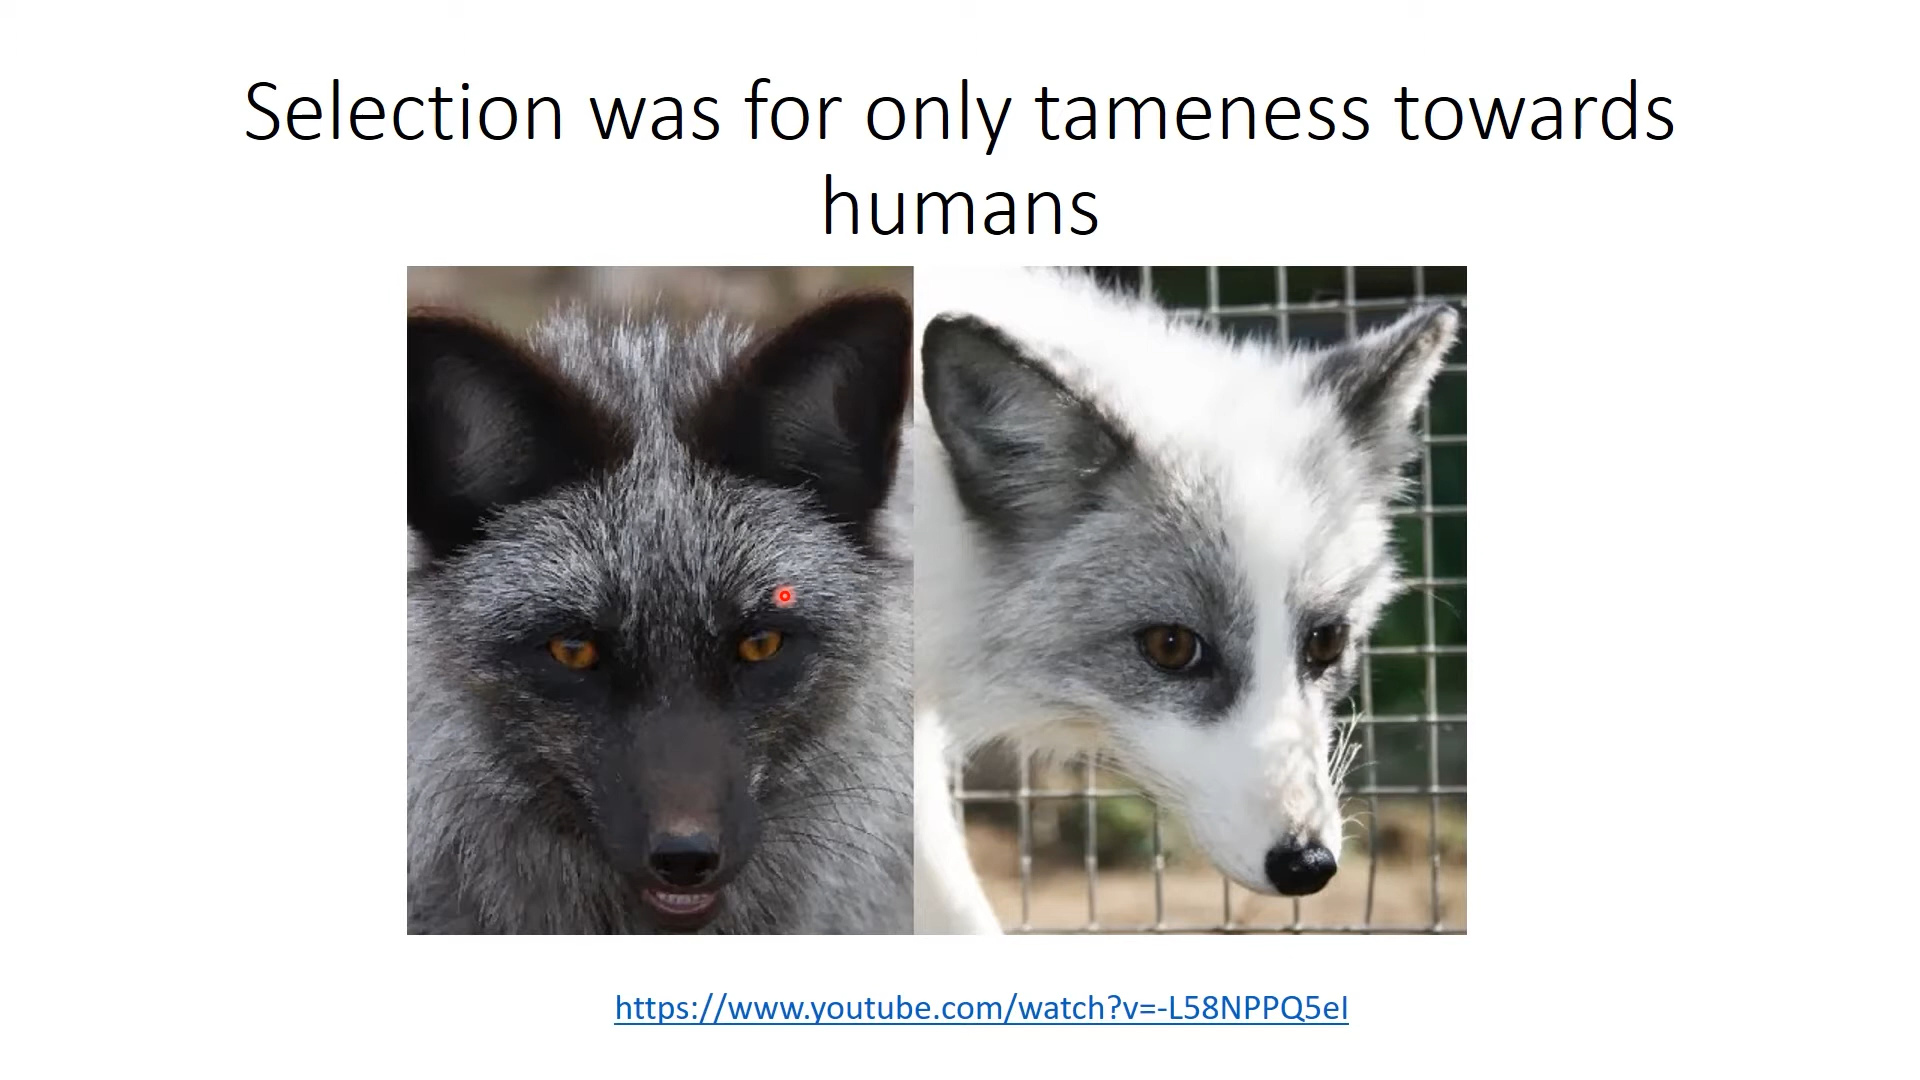 Selection was for only tameness towards
humans
https://www.youtube.com/watch?v=-L58NPPQ5eI